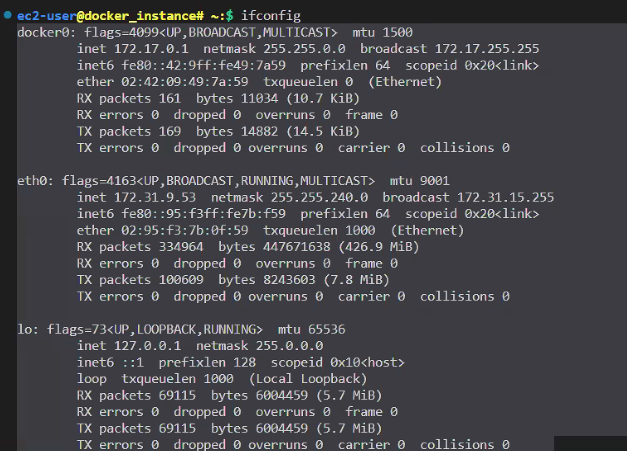 ec2-user@docker_instance# ~:$ ifconfig
docker0: flags=4099<UP,BROADCAST,MULTICAST>  mtu 1500
inet 172.17.0.1  netmask 255.255.0.0  broadcast 172.17.255.255
inet6 fe80::42:9ff:fe49:7a59  prefixlen 64  scopeid 0x20<link>
ether 02:42:09:49:7a:59  txqueuelen 0  (Ethernet)
RX packets 161  bytes 11034 (10.7 KiB)
RX errors 0  dropped 0  overruns 0  frame 0
TX packets 169  bytes 14882 (14.5 KiB)
TX errors 0  dropped 0 overruns 0  carrier 0  collisions 0
eth0: flags=4163<UP,BROADCAST,RUNNING,MULTICAST>  mtu 9001
inet 172.31.9.53  netmask 255.255.240.0  broadcast 172.31.15.255
inet6 fe80::95:f3ff:fe7b:f59  prefixlen 64  scopeid 0x20<link>
ether 02:95:f3:7b:0f:59  txqueuelen 1000  (Ethernet)
RX packets 334964  bytes 447671638 (426.9 MiB)
RX errors 0  dropped 0  overruns 0  frame 0
TX packets 100609  bytes 8243603 (7.8 MiB)
TX errors 0  dropped 0 overruns 0  carrier 0  collisions 0
lo: flags=73<UP,LOOPBACK,RUNNING>  mtu 65536
inet 127.0.0.1  netmask 255.0.0.0
inet6 ::1  prefixlen 128  scopeid 0x10<host>
loop  txqueuelen 1000  (Local Loopback)
RX packets 69115  bytes 6004459 (5.7 MiB)
RX errors 0  dropped 0  overruns 0  frame 0
TX packets 69115  bytes 6004459 (5.7 MiB)
TX errors 0  dropped 0 overruns 0  carrier 0  collisions 0